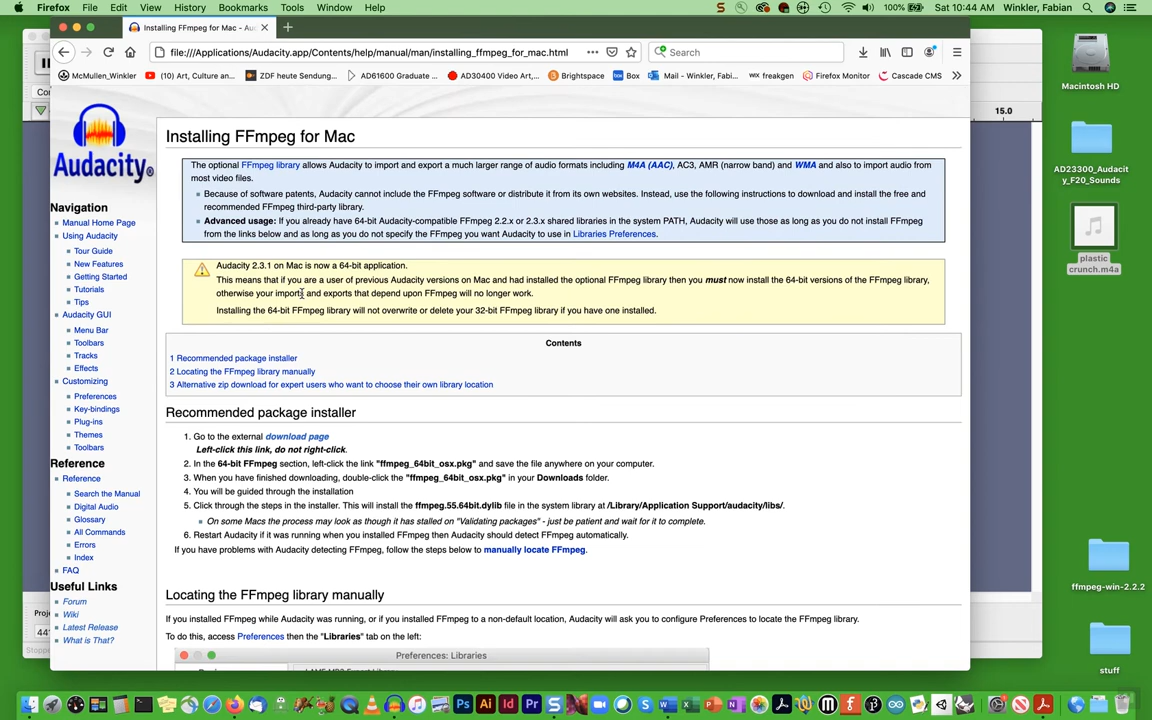 Firefox File Edit View History Bookmarks Tools Window Help 100% Sat 10:44 AM Winkler, Fabian
Installing FFmpeg for Mac - Au
file:///Applications/Audacity.app/Contents/help/manual/man/installing_ffmpeg_for_mac.html
Search
McMullen_Winkler (10) Art, Culture an... ZDF heute Sendung... AD61600 Graduate ... AD30400 Video Art,... Brightspace Box Mail - Winkler, Fabi... WIX freakgen Firefox Monitor Cascade CMS
Macintosh HD
15.0
AD23300_Audacit
y_F20_Sounds
plastic
crunch.m4a
ffmpeg-win-2.2.2
stuff
Audacity
Navigation
Manual Home Page
Using Audacity
Tour Guide
New Features
Getting Started
Tutorials
Tips
Audacity GUI
Menu Bar
Toolbars
Tracks
Effects
Customizing
Preferences
Key-bindings
Plug-ins
Themes
Toolbars
Reference
Reference
Search the Manual
Digital Audio
Glossary
All Commands
Errors
Index
FAQ
Useful Links
Forum
Wiki
Latest Release
What is That?
Installing FFmpeg for Mac
The optional FFmpeg library allows Audacity to import and export a much larger range of audio formats including M4A (AAC), AC3, AMR (narrow band) and WMA and also to import audio from
most video files.
Because of software patents, Audacity cannot include the FFmpeg software or distribute it from its own websites. Instead, use the following instructions to download and install the free and
recommended FFmpeg third-party library.
Advanced usage: If you already have 64-bit Audacity-compatible FFmpeg 2.2.x or 2.3.x shared libraries in the system PATH, Audacity will use those as long as you do not install FFmpeg
from the links below and as long as you do not specify the FFmpeg you want Audacity to use in Libraries Preferences.
Audacity 2.3.1 on Mac is now a 64-bit application.
This means that if you are a user of previous Audacity versions on Mac and had installed the optional FFmpeg library then you must now install the 64-bit versions of the FFmpeg library,
otherwise your imports and exports that depend upon FFmpeg will no longer work.
Installing the 64-bit FFmpeg library will not overwrite or delete your 32-bit FFmpeg library if you have one installed.
Contents
1 Recommended package installer
2 Locating the FFmpeg library manually
3 Alternative zip download for expert users who want to choose their own library location
Recommended package installer
1. Go to the external download page
Left-click this link, do not right-click.
2. In the 64-bit FFmpeg section, left-click the link "ffmpeg_64bit_osx.pkg" and save the file anywhere on your computer.
3. When you have finished downloading, double-click the "ffmpeg_64bit_osx.pkg" in your Downloads folder.
4. You will be guided through the installation
5. Click through the steps in the installer. This will install the ffmpeg.55.64bit.dylib file in the system library at /Library/Application Support/audacity/libs/.
On some Macs the process may look as though it has stalled on "Validating packages" - just be patient and wait for it to complete.
6. Restart Audacity if it was running when you installed FFmpeg then Audacity should detect FFmpeg automatically.
If you have problems with Audacity detecting FFmpeg, follow the steps below to manually locate FFmpeg.
Locating the FFmpeg library manually
If you installed FFmpeg while Audacity was running, or if you installed FFmpeg to a non-default location, Audacity will ask you to configure Preferences to locate the FFmpeg library.
To do this, access Preferences then the "Libraries" tab on the left:
Preferences: Libraries